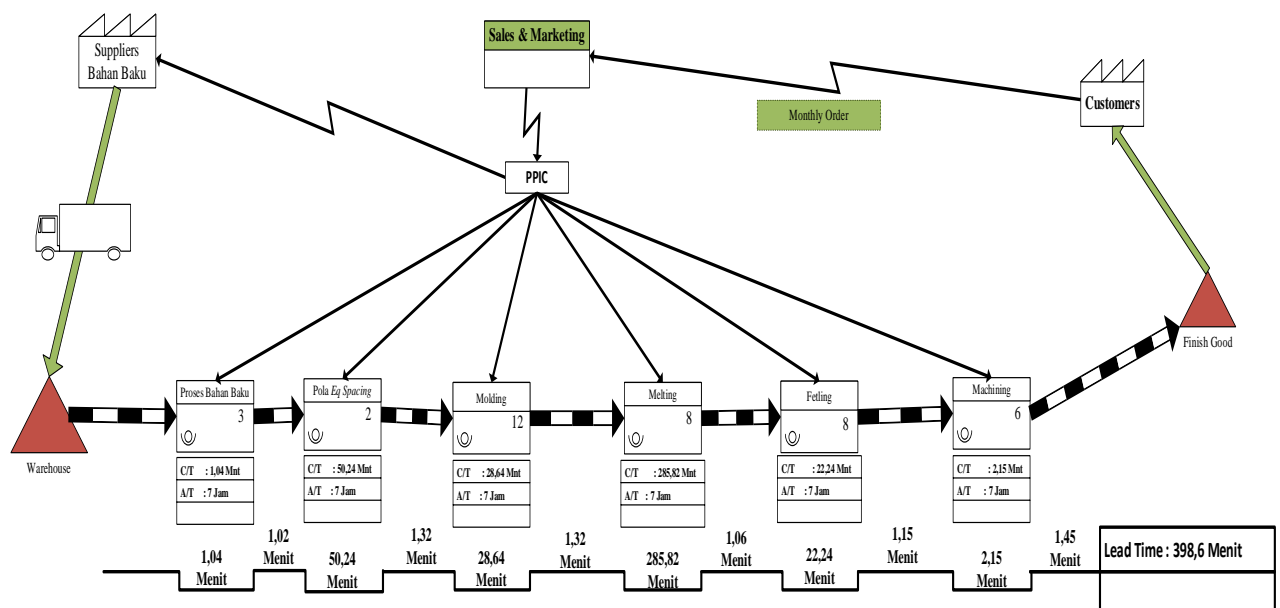 Suppliers
Bahan Baku
Sales & Marketing
Customers
Monthly Order
PPIC
Finish Good
Warehouse
Proses Bahan Baku
3
C/T : 1,04 Mnt
A/T : 7 Jam
Pola Eq Spacing
2
C/T : 50,24 Mnt
A/T : 7 Jam
Molding
12
C/T : 28,64 Mnt
A/T : 7 Jam
Melting
8
C/T : 285,82 Mnt
A/T : 7 Jam
Fetling
8
C/T : 22,24 Mnt
A/T : 7 Jam
Machining
6
C/T : 2,15 Mnt
A/T : 7 Jam
1,04
Menit
1,02
Menit
50,24
Menit
1,32
Menit
28,64
Menit
1,32
Menit
285,82
Menit
1,06
Menit
22,24
Menit
1,15
Menit
2,15
Menit
1,45
Menit
Lead Time : 398,6 Menit